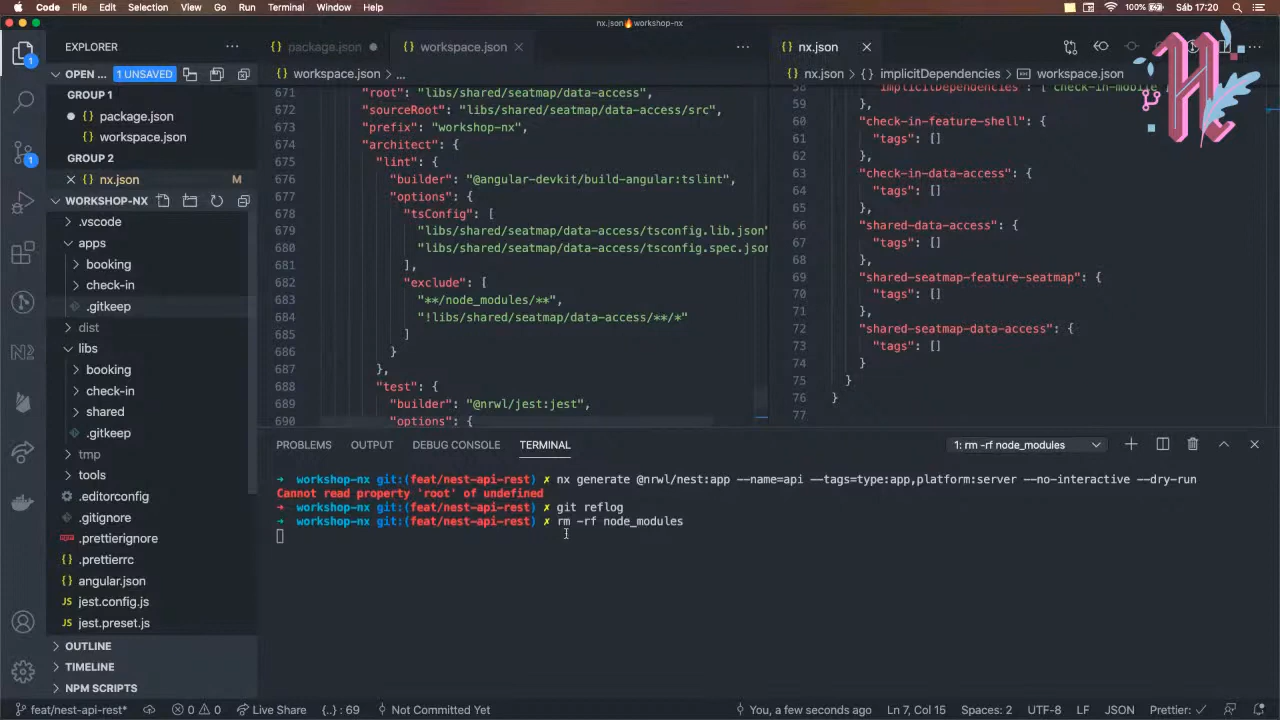 Code File Edit Selection View Go Run Terminal Window Help
100% Sáb 17:20
nx.json🔥workshop-nx
EXPLORER
OPEN ... 1 UNSAVED
GROUP 1
package.json
workspace.json
GROUP 2
nx.json M
WORKSHOP-NX
.vscode
apps
booking
check-in
.gitkeep
dist
libs
booking
check-in
shared
.gitkeep
tmp
tools
.editorconfig
.gitignore
.prettierignore
.prettierrc
angular.json
jest.config.js
jest.preset.js
OUTLINE
TIMELINE
NPM SCRIPTS
package.json
workspace.json
workspace.json > ...
671 "root": "libs/shared/seatmap/data-access",
672 "sourceRoot": "libs/shared/seatmap/data-access/src",
673 "prefix": "workshop-nx",
674 "architect": {
675 "lint": {
676 "builder": "@angular-devkit/build-angular:tslint",
677 "options": {
678 "tsConfig": [
679 "libs/shared/seatmap/data-access/tsconfig.lib.json"
680 "libs/shared/seatmap/data-access/tsconfig.spec.json
681 ],
682 "exclude": [
683 "**/node_modules/**",
684 "!libs/shared/seatmap/data-access/**/*"
685 ]
686 }
687 },
688 "test": {
689 "builder": "@nrwl/jest:jest",
690 "options": {
nx.json
nx.json > {} implicitDependencies > workspace.json
58 "implicitDependencies": ["check-in-mobile"]
59 },
60 "check-in-feature-shell": {
61 "tags": []
62 },
63 "check-in-data-access": {
64 "tags": []
65 },
66 "shared-data-access": {
67 "tags": []
68 },
69 "shared-seatmap-feature-seatmap": {
70 "tags": []
71 },
72 "shared-seatmap-data-access": {
73 "tags": []
74 }
75 }
76 }
77
PROBLEMS OUTPUT DEBUG CONSOLE TERMINAL 1: rm -rf node_modules
→ workshop-nx git:(feat/nest-api-rest) ✗ nx generate @nrwl/nest:app --name=api --tags=type:app,platform:server --no-interactive --dry-run
Cannot read property 'root' of undefined
→ workshop-nx git:(feat/nest-api-rest) ✗ git reflog
→ workshop-nx git:(feat/nest-api-rest) ✗ rm -rf node_modules
feat/nest-api-rest* 0 0 Live Share {..} : 69 Not Committed Yet You, a few seconds ago Ln 7, Col 15 Spaces: 2 UTF-8 LF JSON Prettier: ✓